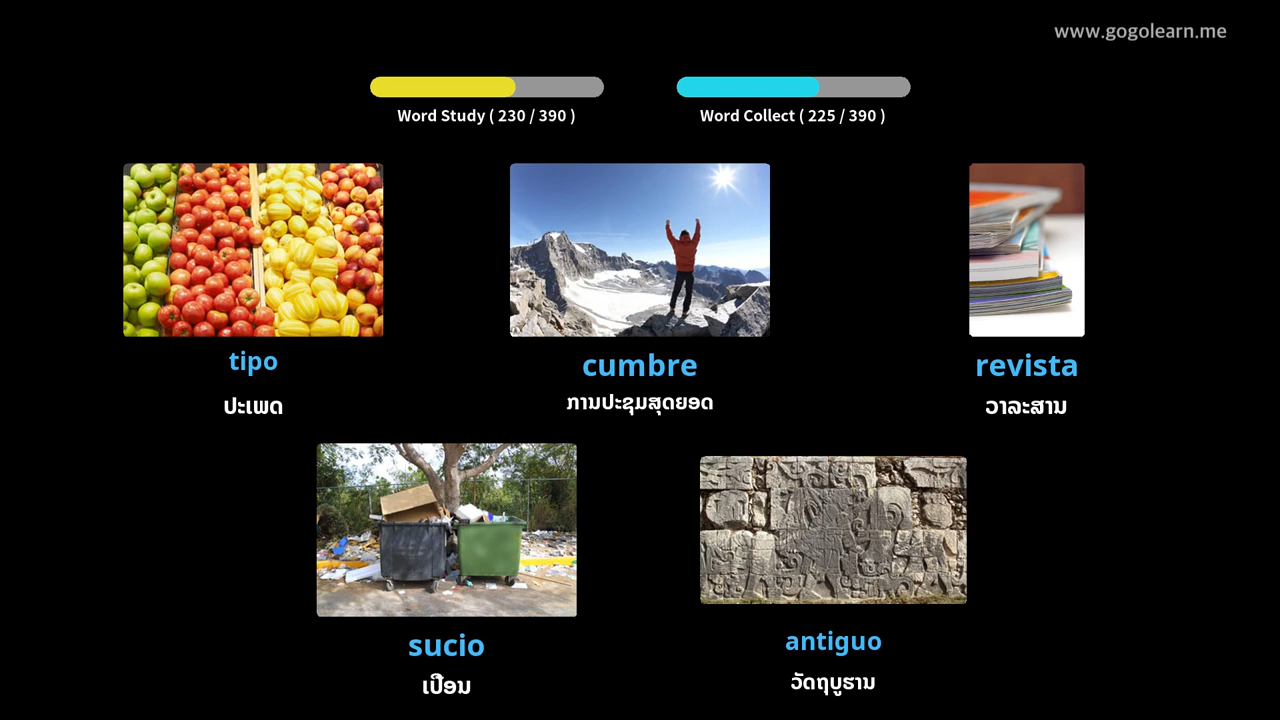 www.gogolearn.me
Word Study ( 230 / 390 )
Word Collect ( 225 / 390 )
tipo
ປະເພດ
cumbre
ການປະຊຸມສຸດຍອດ
revista
ວາລະສານ
sucio
ເປື້ອນ
antiguo
ວັດຖຸບູຮານ